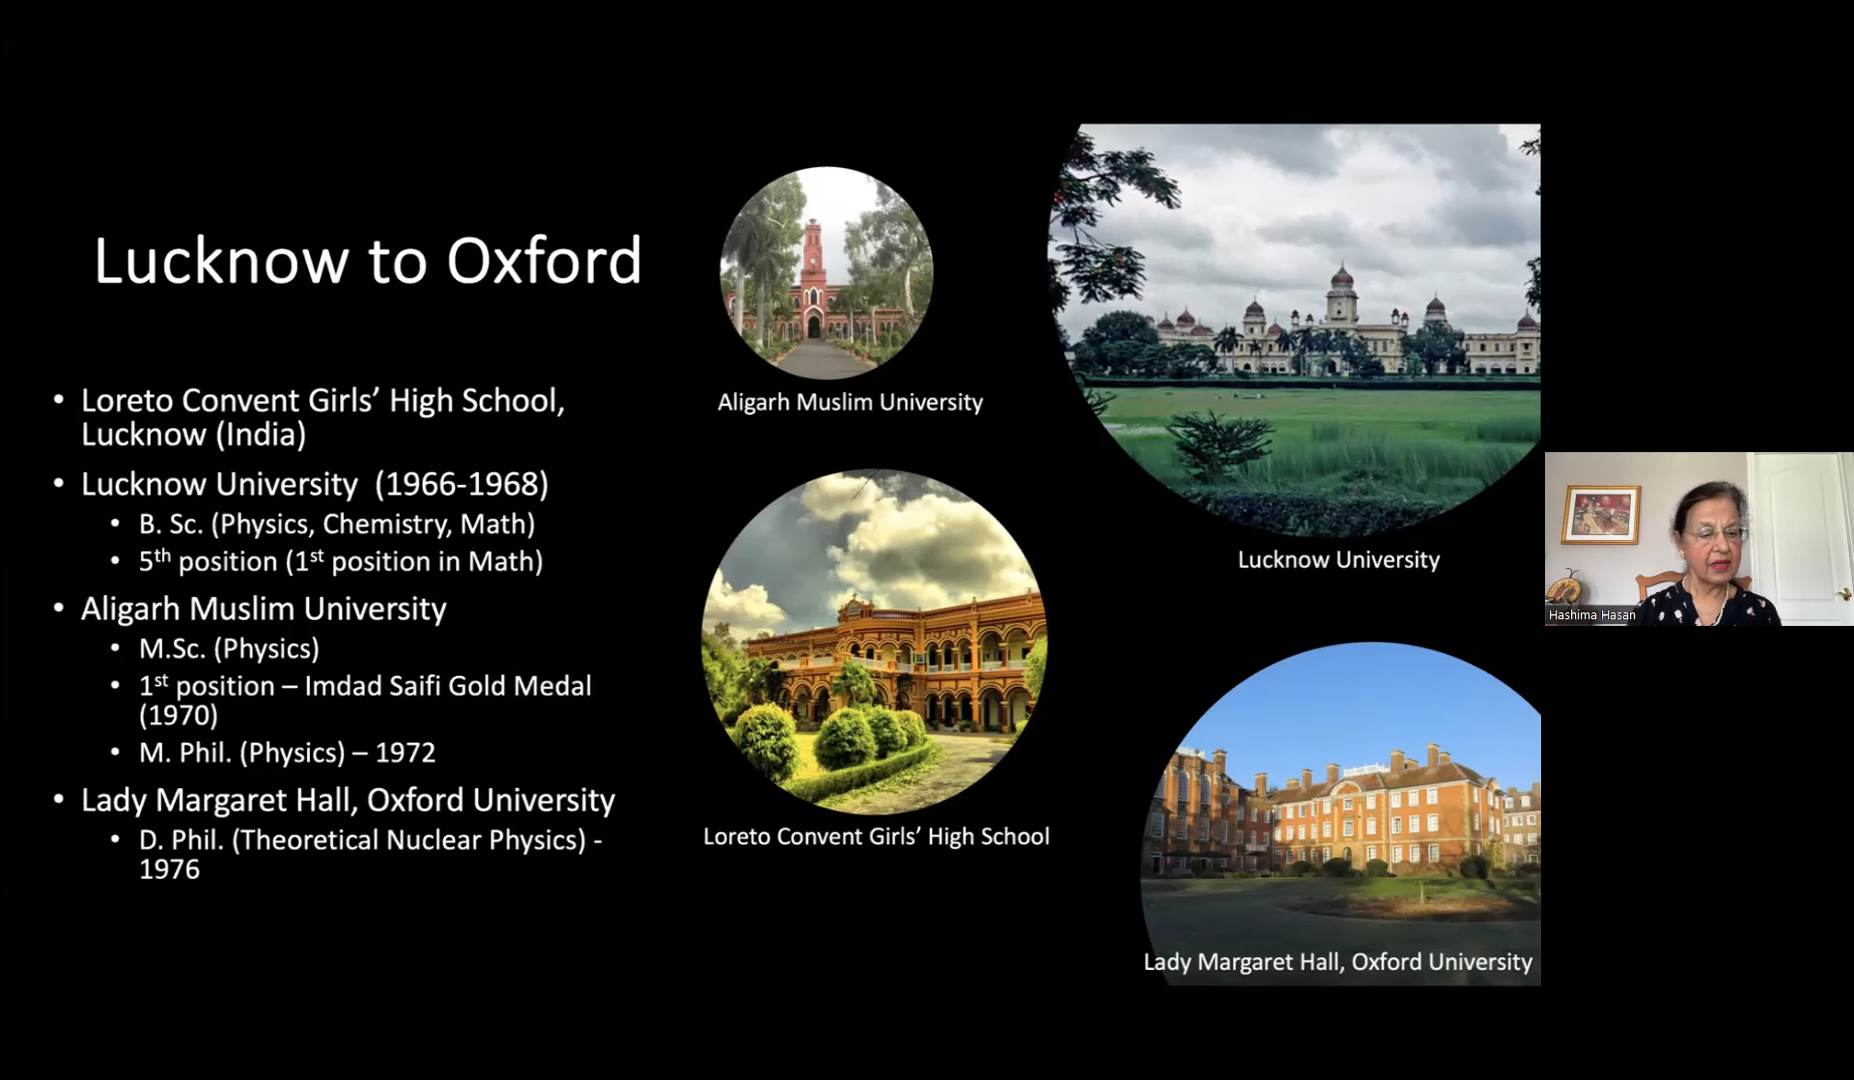 Lucknow to Oxford
• Loreto Convent Girls’ High School,
Lucknow (India)
• Lucknow University (1966-1968)
• B. Sc. (Physics, Chemistry, Math)
• 5th position (1st position in Math)
• Aligarh Muslim University
• M.Sc. (Physics)
• 1st position – Imdad Saifi Gold Medal
(1970)
• M. Phil. (Physics) – 1972
• Lady Margaret Hall, Oxford University
• D. Phil. (Theoretical Nuclear Physics) -
1976
Aligarh Muslim University
Loreto Convent Girls’ High School
Lucknow University
Lady Margaret Hall, Oxford University
Hashima Hasan